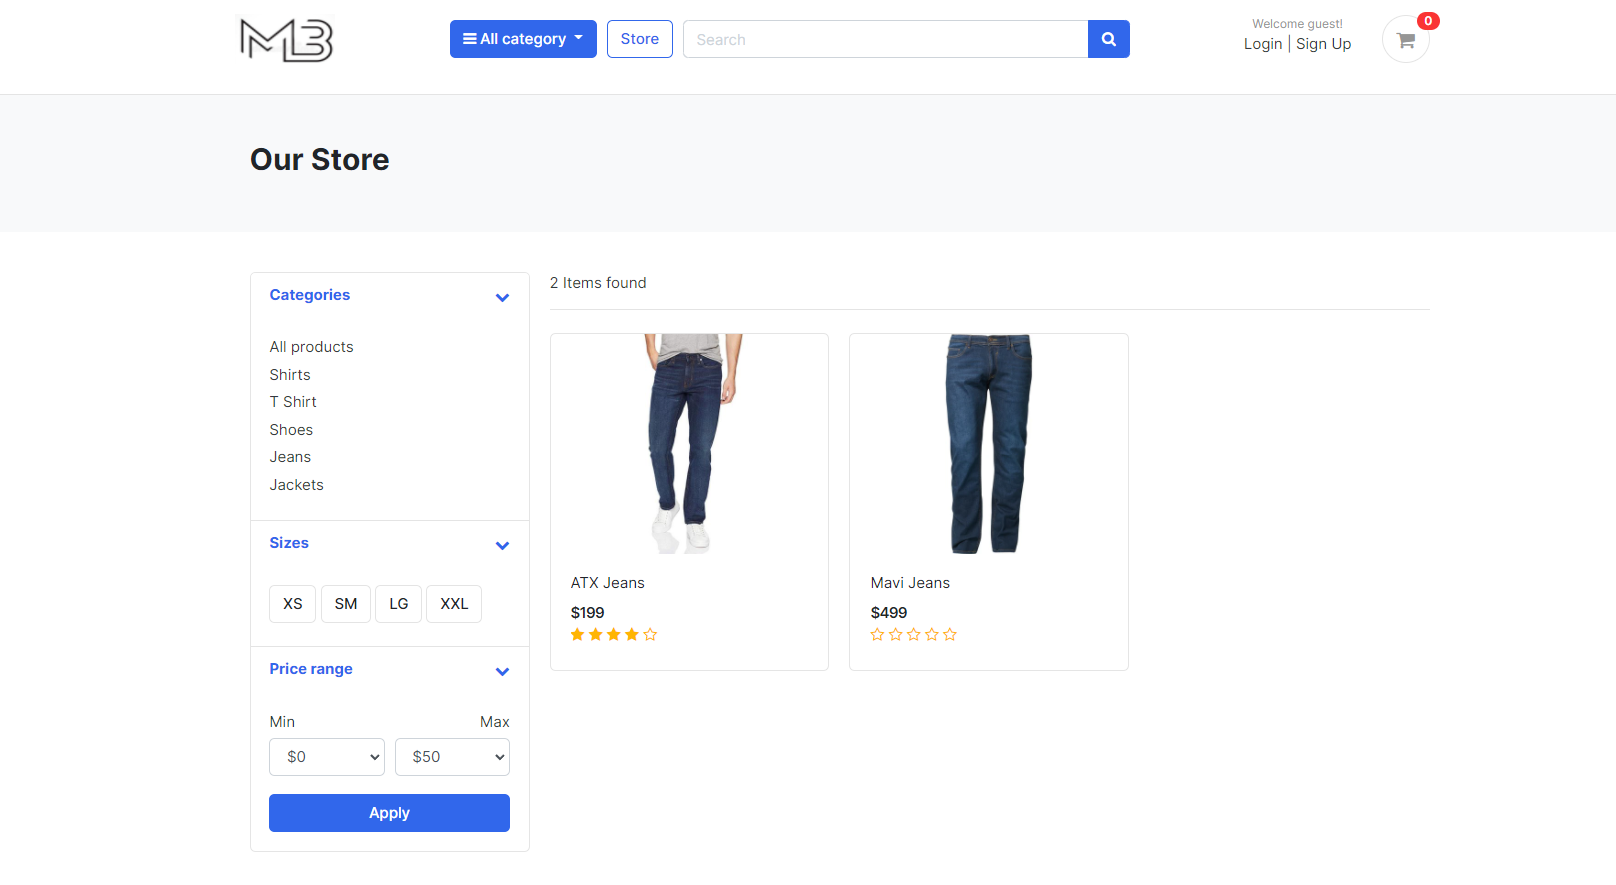 MB
All category
Store
Search
Welcome guest!
Login | Sign Up
0
Our Store
Categories
All products
Shirts
T Shirt
Shoes
Jeans
Jackets
Sizes
XS
SM
LG
XXL
Price range
Min
Max
$0
$50
Apply
2 Items found
ATX Jeans
$199
Mavi Jeans
$499